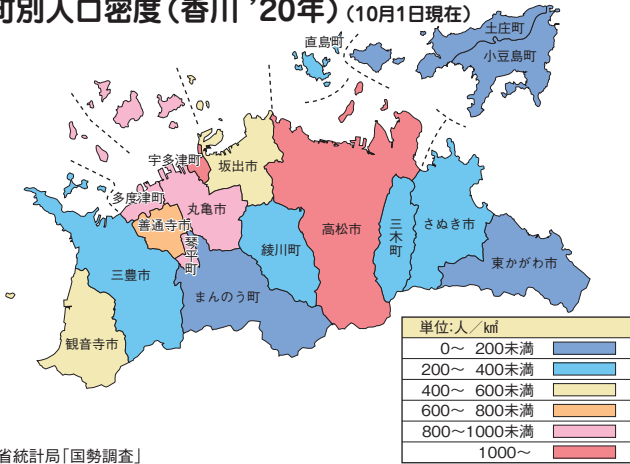 町別人口密度(香川 ’20年)(10月1日現在)
直島町
土庄町
小豆島町
宇多津町
坂出市
多度津町
丸亀市
善通寺市
琴平町
綾川町
高松市
三木町
さぬき市
東かがわ市
三豊市
まんのう町
観音寺市
単位:人/㎢
0~ 200未満
200~ 400未満
400~ 600未満
600~ 800未満
800~1000未満
1000~
省統計局「国勢調査」